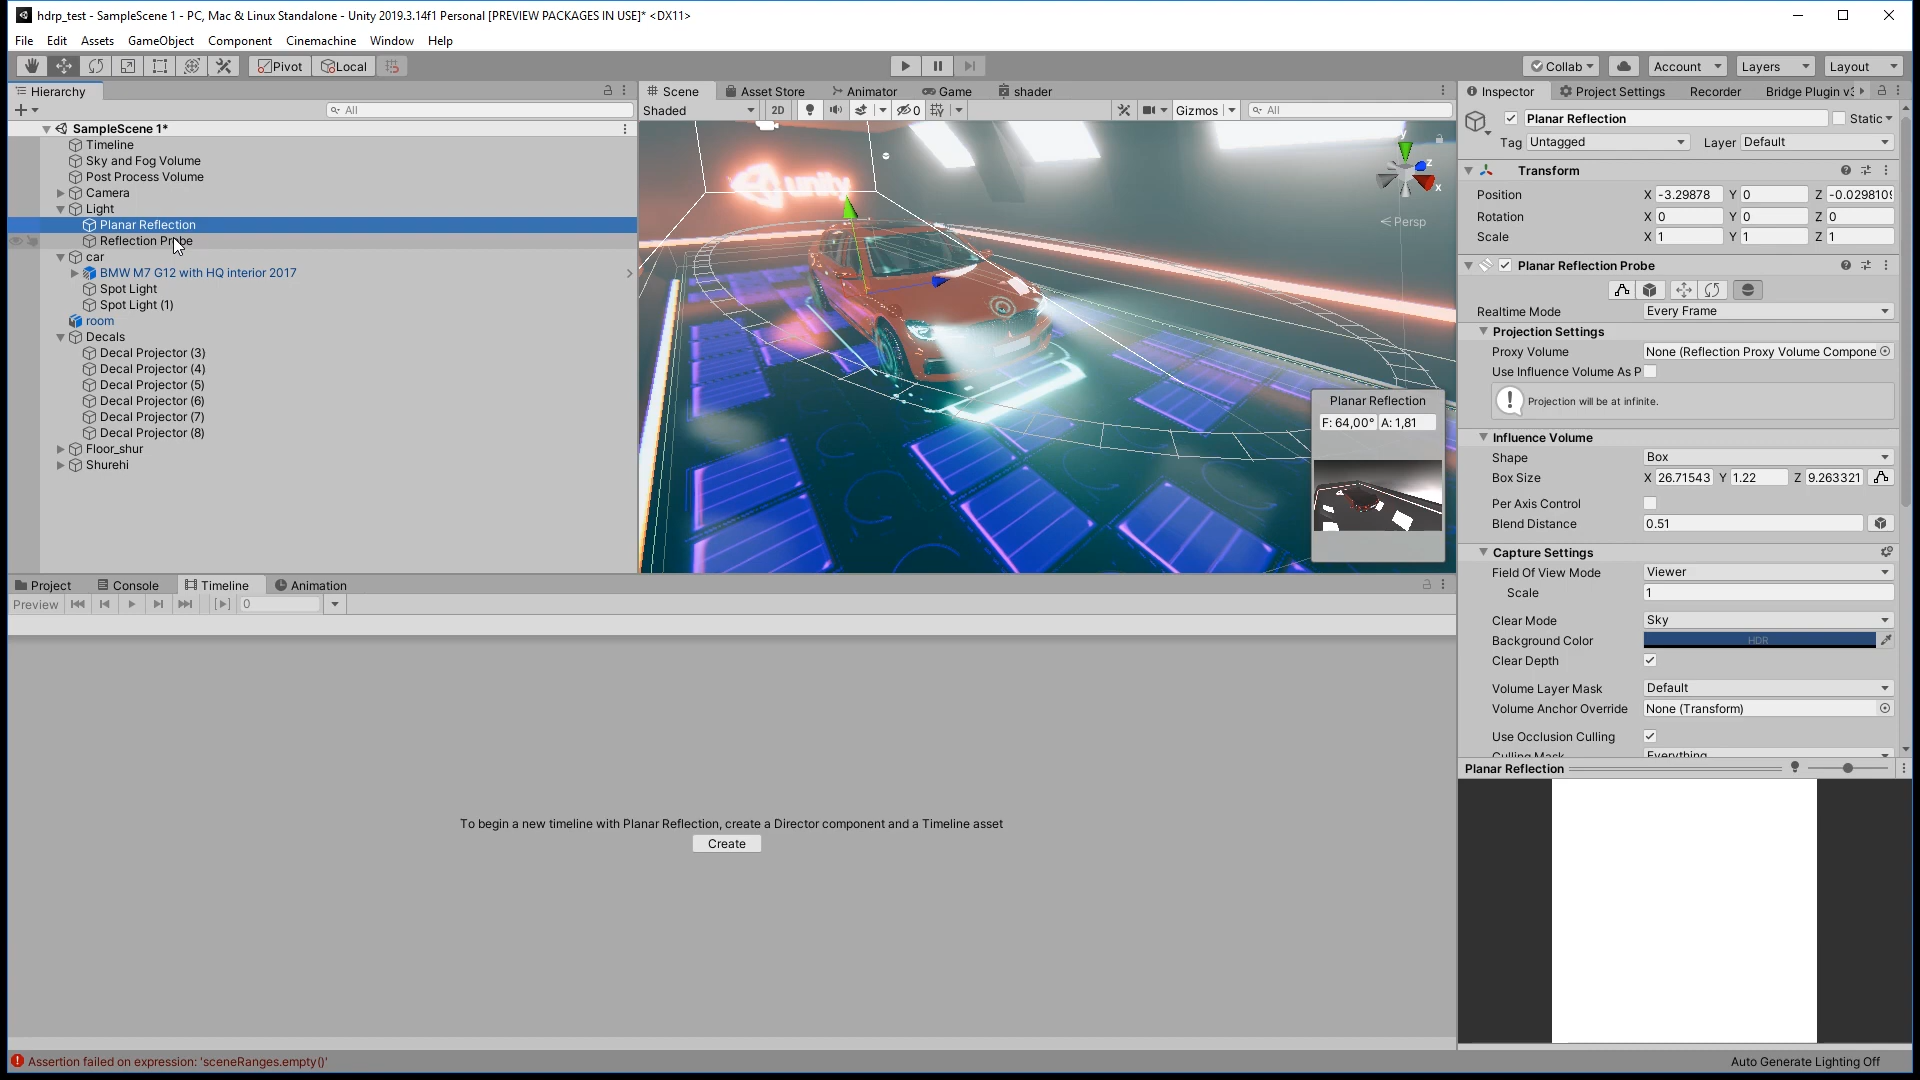 hdrp_test - SampleScene 1 - PC, Mac & Linux Standalone - Unity 2019.3.14f1 Personal [PREVIEW PACKAGES IN USE]* <DX11>
File Edit Assets GameObject Component Cinemachine Window Help
Pivot Local Collab Account Layers Layout
Hierarchy
All
SampleScene 1*
Timeline
Sky and Fog Volume
Post Process Volume
Camera
Light
Planar Reflection
Reflection Probe
car
BMW M7 G12 with HQ interior 2017
Spot Light
Spot Light (1)
room
Decals
Decal Projector (3)
Decal Projector (4)
Decal Projector (5)
Decal Projector (6)
Decal Projector (7)
Decal Projector (8)
Floor_shur
Shurehi
Scene Asset Store Animator Game shader
Shaded 2D 0 Gizmos All
unity
y
z
x
Persp
Planar Reflection
F: 64,00° A: 1,81
Inspector Project Settings Recorder Bridge Plugin v3
Planar Reflection Static
Tag Untagged Layer Default
Transform
Position X -3.29878 Y 0 Z -0.029810
Rotation X 0 Y 0 Z 0
Scale X 1 Y 1 Z 1
Planar Reflection Probe
Realtime Mode Every Frame
Projection Settings
Proxy Volume None (Reflection Proxy Volume Compone
Use Influence Volume As P
Projection will be at infinite.
Influence Volume
Shape Box
Box Size X 26.71543 Y 1.22 Z 9.263321
Per Axis Control
Blend Distance 0.51
Capture Settings
Field Of View Mode Viewer
Scale 1
Clear Mode Sky
Background Color HDR
Clear Depth
Volume Layer Mask Default
Volume Anchor Override None (Transform)
Use Occlusion Culling
Culling Mask Everything
Planar Reflection
Project Console Timeline Animation
Preview 0
To begin a new timeline with Planar Reflection, create a Director component and a Timeline asset
Create
Assertion failed on expression: 'sceneRanges.empty()'
Auto Generate Lighting Off